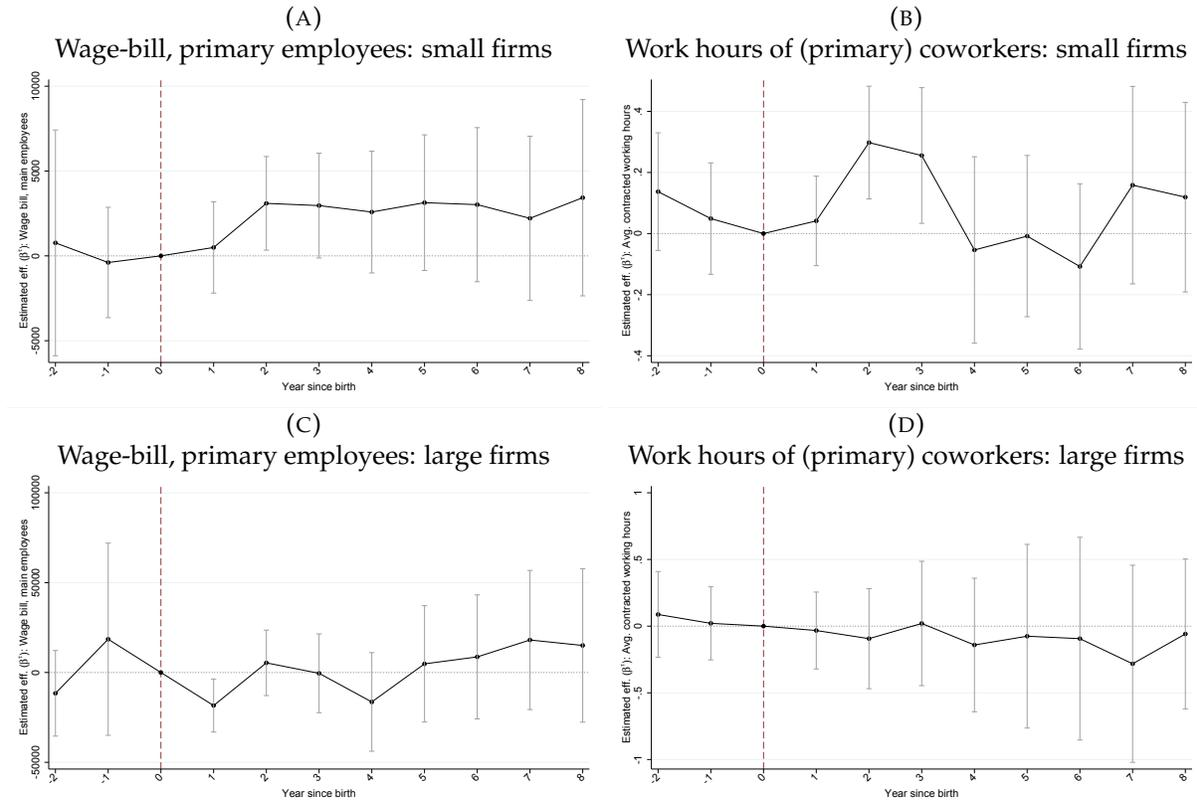 (A)
Wage-bill, primary employees: small firms
Estimated eff. (β^t): Wage bill, main employees
10000
5000
0
-5000
-2 -1 0 1 2 3 4 5 6 7 8
Year since birth
(B)
Work hours of (primary) coworkers: small firms
Estimated eff. (β^t): Avg. contracted working hours
.4
.2
0
-.2
-.4
-2 -1 0 1 2 3 4 5 6 7 8
Year since birth
(C)
Wage-bill, primary employees: large firms
Estimated eff. (β^t): Wage bill, main employees
100000
50000
0
-50000
-2 -1 0 1 2 3 4 5 6 7 8
Year since birth
(D)
Work hours of (primary) coworkers: large firms
Estimated eff. (β^t): Avg. contracted working hours
1
.5
0
-.5
-1
-2 -1 0 1 2 3 4 5 6 7 8
Year since birth